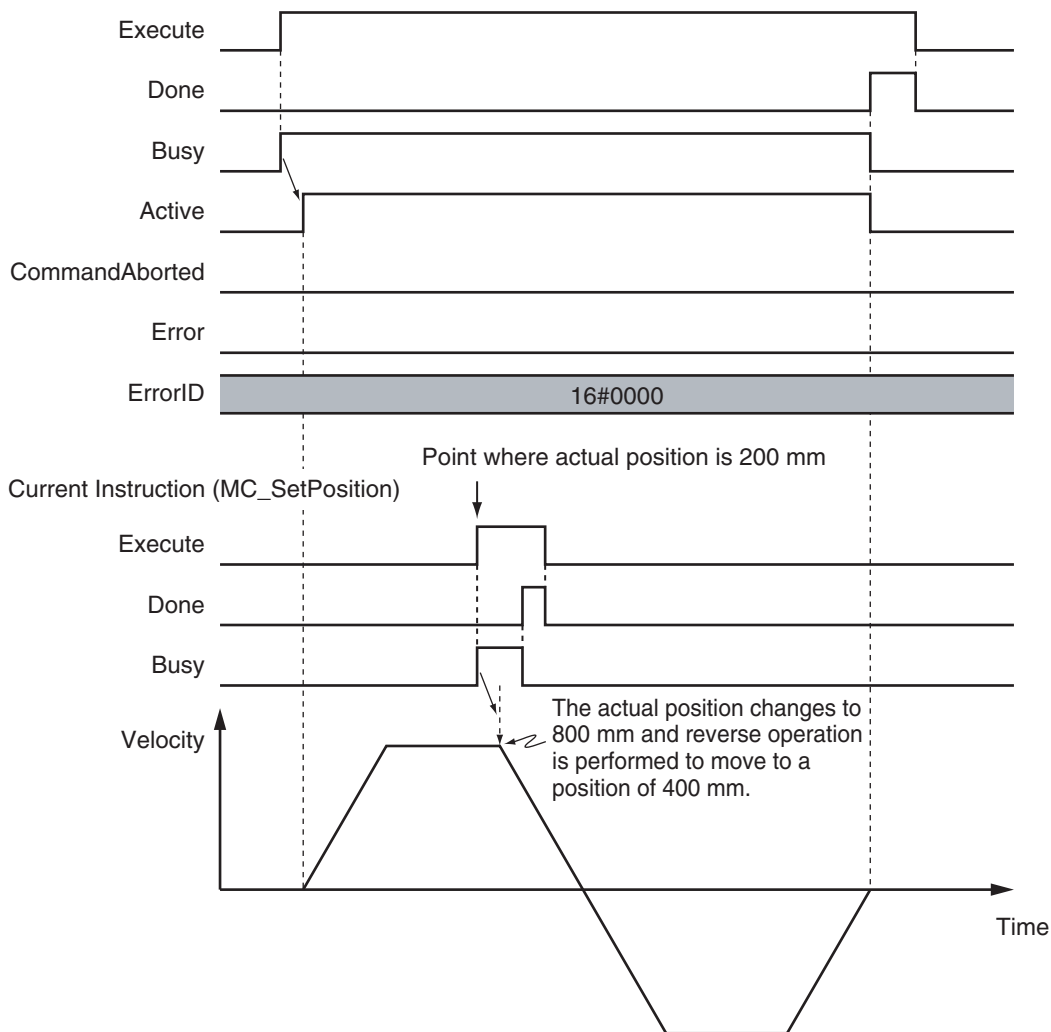 Execute
Done
Busy
Active
CommandAborted
Error
ErrorID
16#0000
Point where actual position is 200 mm
Current Instruction (MC_SetPosition)
Execute
Done
Busy
The actual position changes to
800 mm and reverse operation
is performed to move to a
position of 400 mm.
Velocity
Time